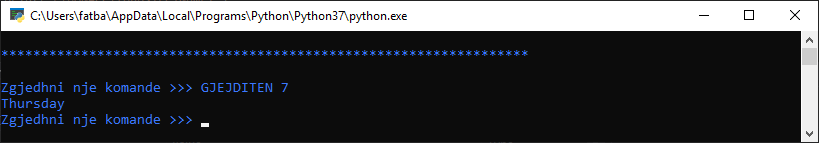 C:\Users\fatba\AppData\Local\Programs\Python\Python37\python.exe
******************************************************************
Zgjedhni nje komande >>> GJEJDITEN 7
Thursday
Zgjedhni nje komande >>>